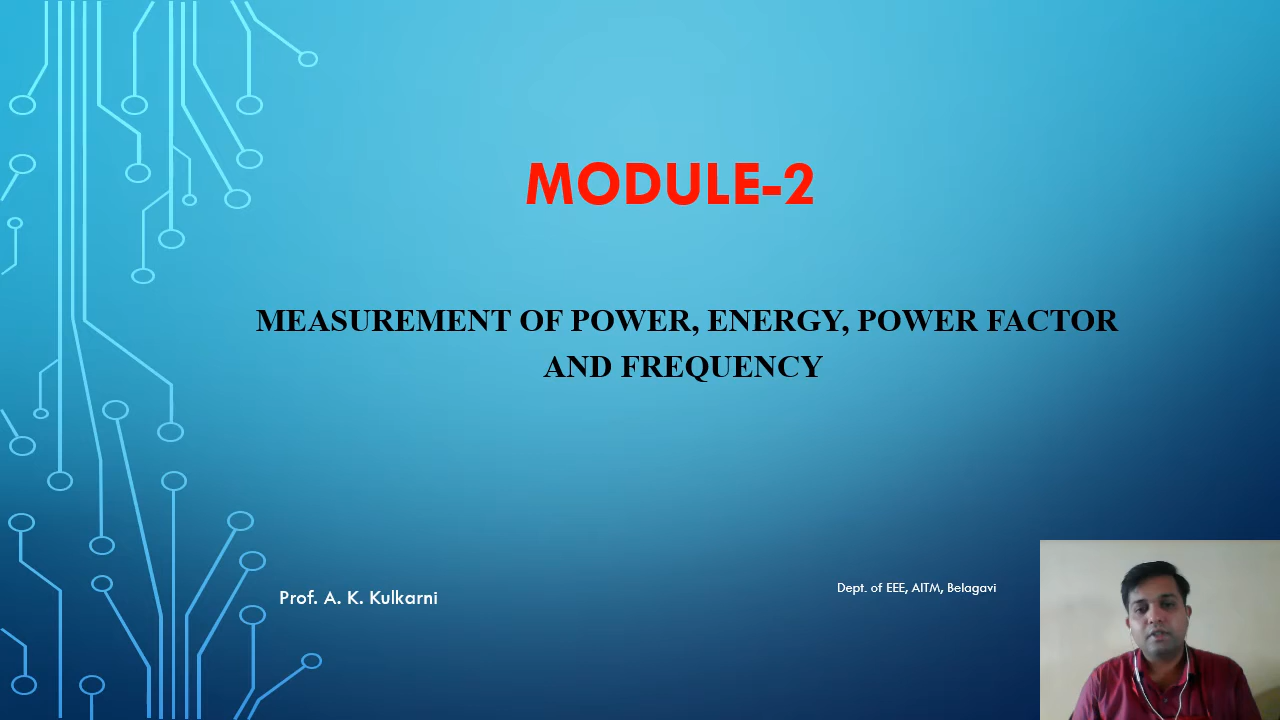 MODULE-2
MEASUREMENT OF POWER, ENERGY, POWER FACTOR
AND FREQUENCY
Prof. A. K. Kulkarni
Dept. of EEE, AITM, Belagavi